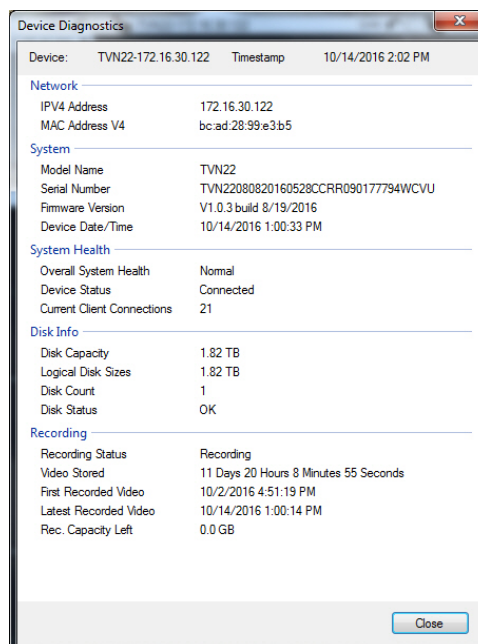 Device Diagnostics
Device: TVN22-172.16.30.122 Timestamp 10/14/2016 2:02 PM
Network
IPV4 Address 172.16.30.122
MAC Address V4 bc:ad:28:99:e3:b5
System
Model Name TVN22
Serial Number TVN22080820160528CCRR090177794WCVU
Firmware Version V1.0.3 build 8/19/2016
Device Date/Time 10/14/2016 1:00:33 PM
System Health
Overall System Health Normal
Device Status Connected
Current Client Connections 21
Disk Info
Disk Capacity 1.82 TB
Logical Disk Sizes 1.82 TB
Disk Count 1
Disk Status OK
Recording
Recording Status Recording
Video Stored 11 Days 20 Hours 8 Minutes 55 Seconds
First Recorded Video 10/2/2016 4:51:19 PM
Latest Recorded Video 10/14/2016 1:00:14 PM
Rec. Capacity Left 0.0 GB
Close